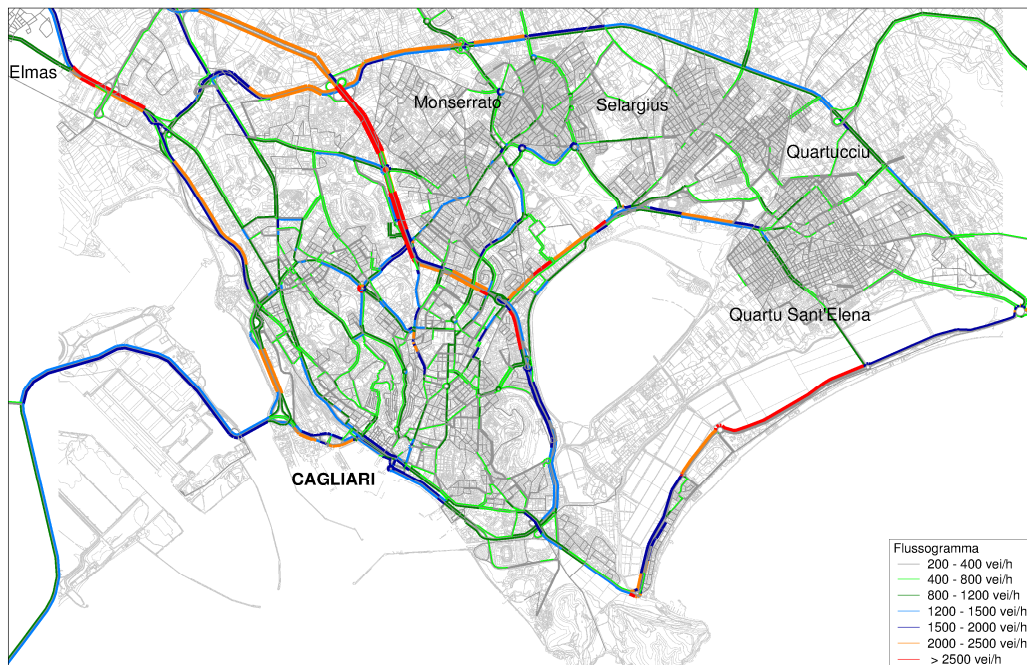 Elmas
Monserrato
Selargius
Quartucciu
Quartu Sant'Elena
CAGLIARI
Flussogramma
200 - 400 vei/h
400 - 800 vei/h
800 - 1200 vei/h
1200 - 1500 vei/h
1500 - 2000 vei/h
2000 - 2500 vei/h
> 2500 vei/h